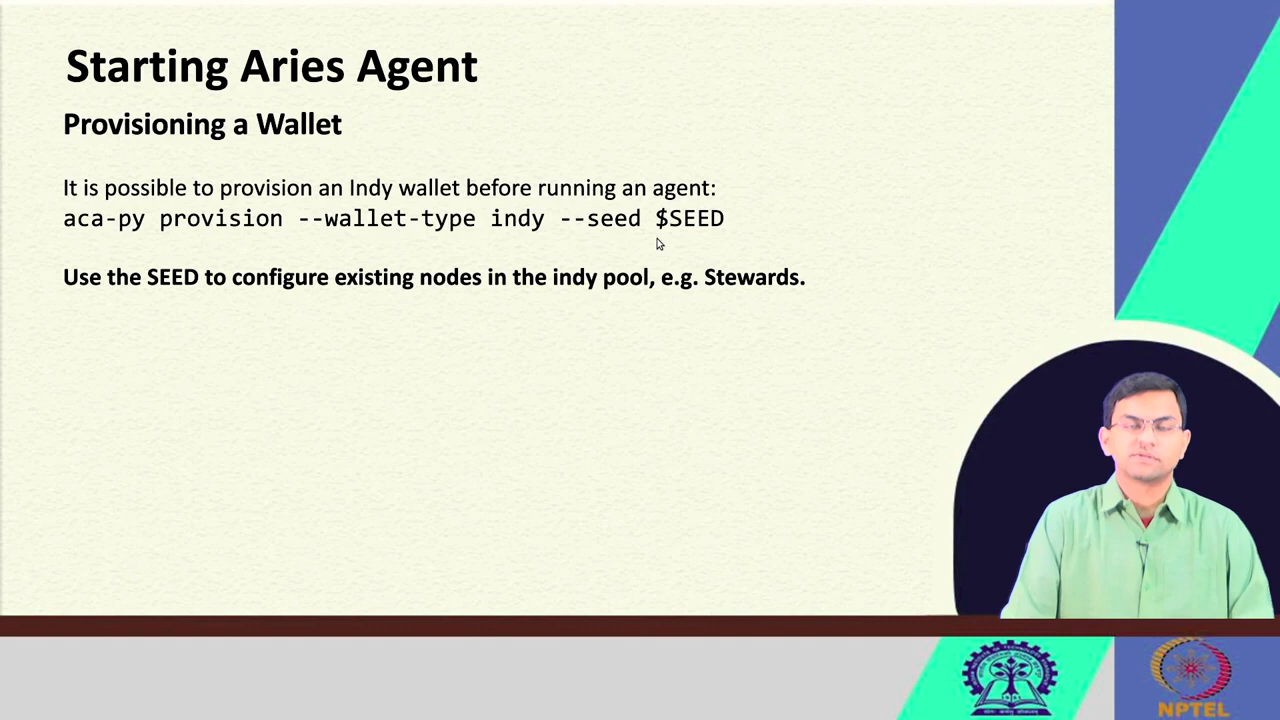 Starting Aries Agent
Provisioning a Wallet
It is possible to provision an Indy wallet before running an agent:
aca-py provision --wallet-type indy --seed $SEED
Use the SEED to configure existing nodes in the indy pool, e.g. Stewards.
NPTEL